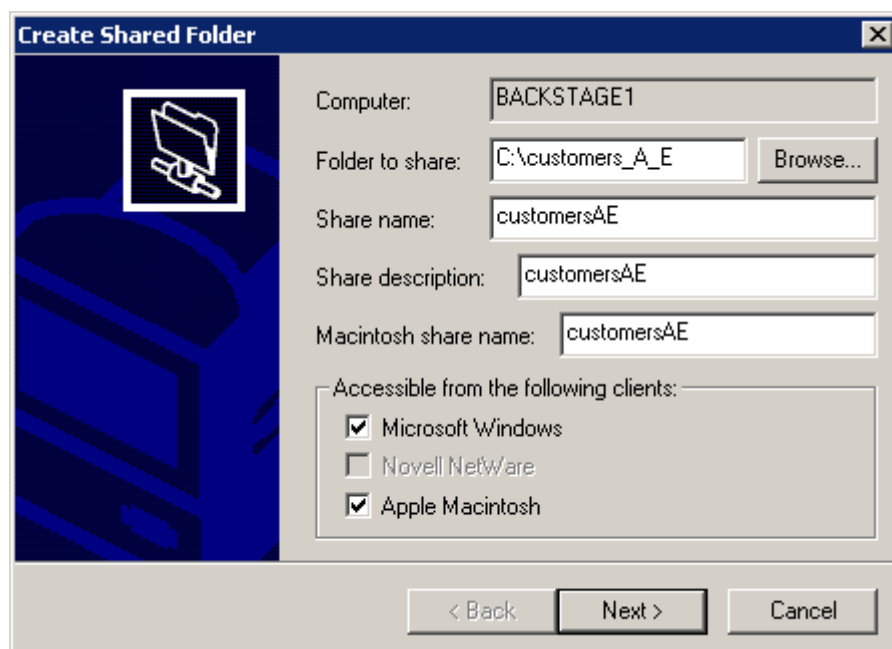 Create Shared Folder
Computer: BACKSTAGE1
Folder to share: C:\customers_A_E Browse...
Share name: customersAE
Share description: customersAE
Macintosh share name: customersAE
Accessible from the following clients:
Microsoft Windows
Novell NetWare
Apple Macintosh
< Back Next > Cancel